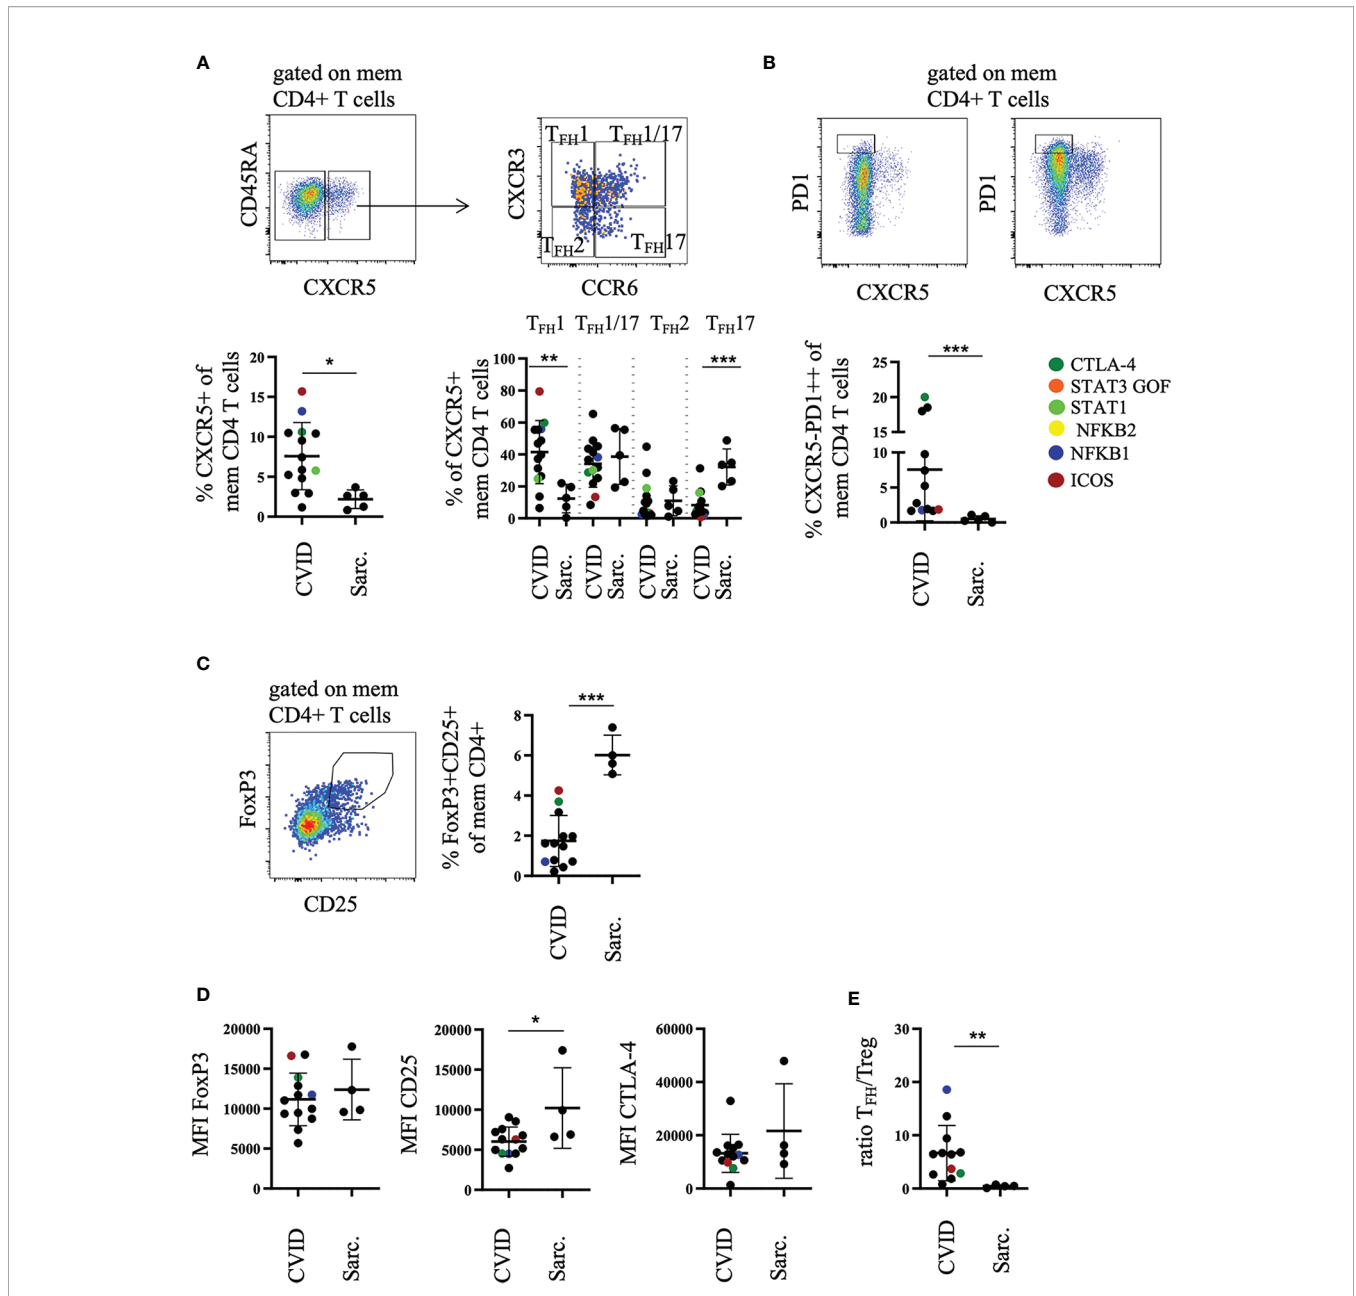 A
gated on mem
CD4+ T cells
CD45RA
CXCR5
CXCR3
TFH1
TFH1/17
TFH2
TFH17
CCR6
B
gated on mem
CD4+ T cells
PD1
CXCR5
PD1
CXCR5
% CXCR5+ of
mem CD4 T cells
20
15
10
5
0
*
CVID
Sarc.
TFH1 TFH1/17 TFH2 TFH17
% of CXCR5+
mem CD4 T cells
100
80
60
40
20
0
**
***
CVID
Sarc.
CVID
Sarc.
CVID
Sarc.
CVID
Sarc.
% CXCR5-PD1++ of
mem CD4 T cells
25
20
15
10
5
0
***
CVID
Sarc.
CTLA-4
STAT3 GOF
STAT1
NFKB2
NFKB1
ICOS
C
gated on mem
CD4+ T cells
FoxP3
CD25
% FoxP3+CD25+
of mem CD4+
8
6
4
2
0
***
CVID
Sarc.
D
MFI FoxP3
20000
15000
10000
5000
0
CVID
Sarc.
MFI CD25
20000
15000
10000
5000
0
*
CVID
Sarc.
MFI CTLA-4
60000
40000
20000
0
CVID
Sarc.
E
ratio TFH/Treg
30
20
10
0
**
CVID
Sarc.